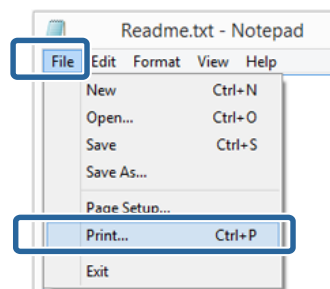 Readme.txt - Notepad
File Edit Format View Help
New Ctrl+N
Open... Ctrl+O
Save Ctrl+S
Save As...
Page Setup...
Print... Ctrl+P
Exit